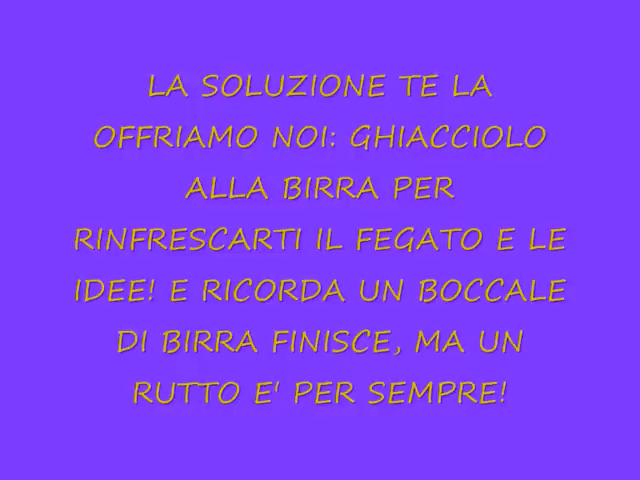 LA SOLUZIONE TE LA
OFFRIAMO NOI: GHIACCIOLO
ALLA BIRRA PER
RINFRESCARTI IL FEGATO E LE
IDEE! E RICORDA UN BOCCALE
DI BIRRA FINISCE, MA UN
RUTTO E' PER SEMPRE!